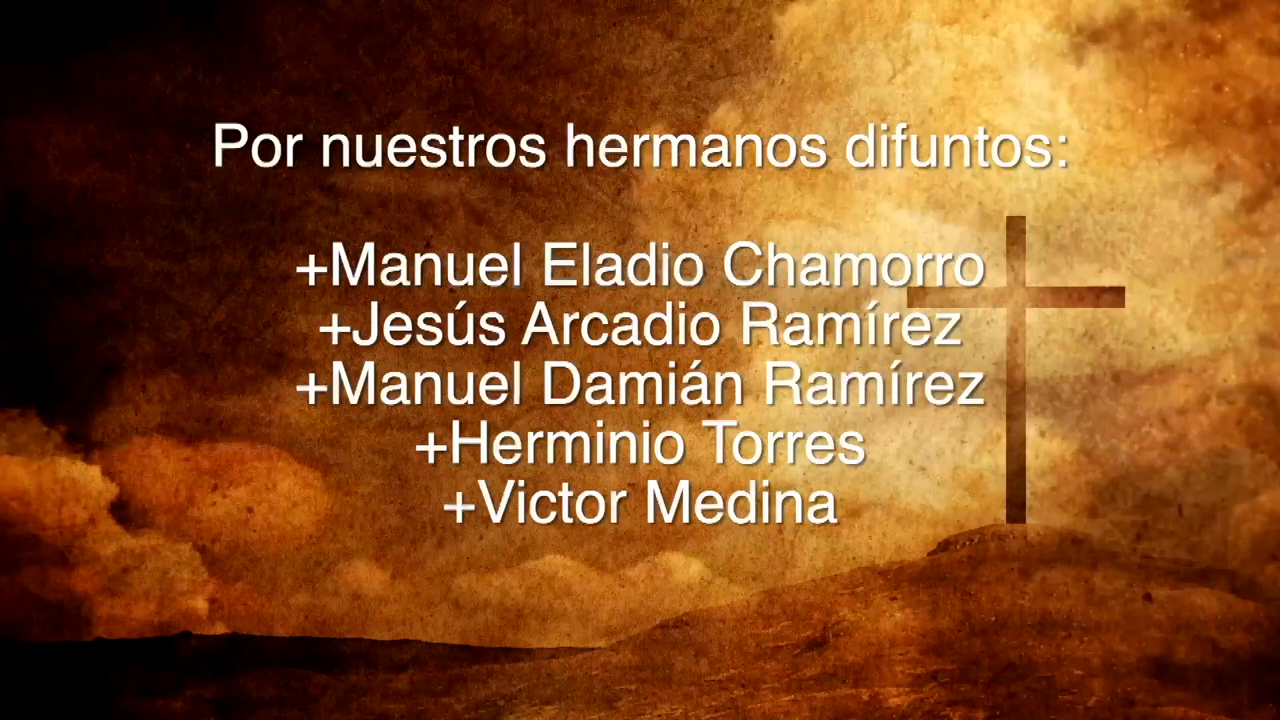 Por nuestros hermanos difuntos:
+Manuel Eladio Chamorro
+Jesús Arcadio Ramírez
+Manuel Damián Ramírez
+Herminio Torres
+Victor Medina